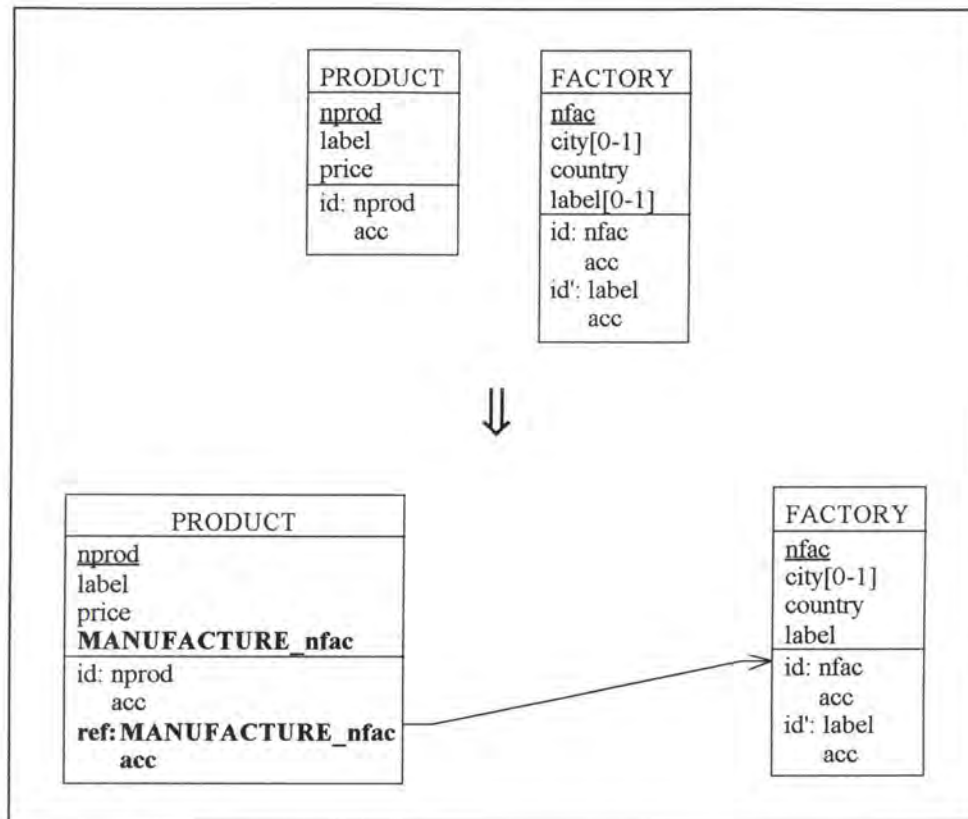 PRODUCT
nprod
label
price
id: nprod
acc
FACTORY
nfac
city[0-1]
country
label[0-1]
id: nfac
acc
id': label
acc
⇓
PRODUCT
nprod
label
price
MANUFACTURE_nfac
id: nprod
acc
ref: MANUFACTURE_nfac
acc
FACTORY
nfac
city[0-1]
country
label
id: nfac
acc
id': label
acc